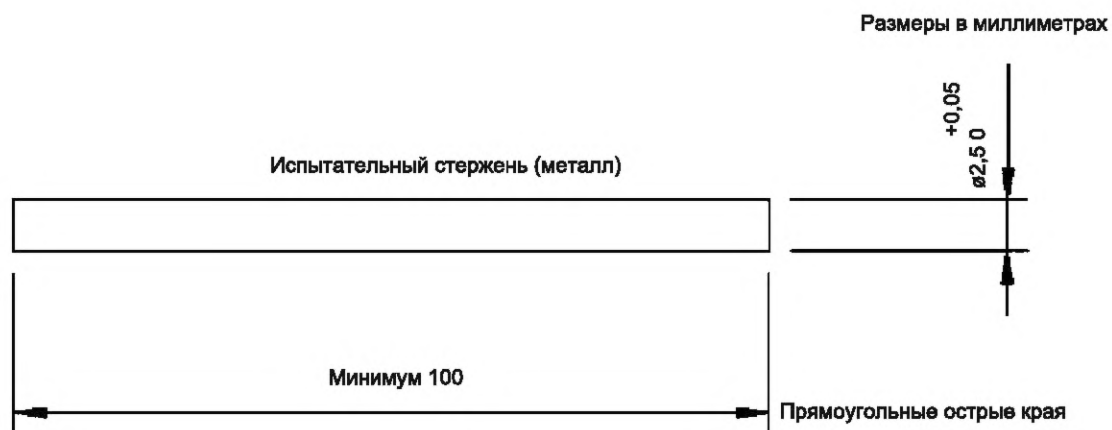 Размеры в миллиметрах
+0,05
ø2,5 0
Испытательный стержень (металл)
Минимум 100
Прямоугольные острые края